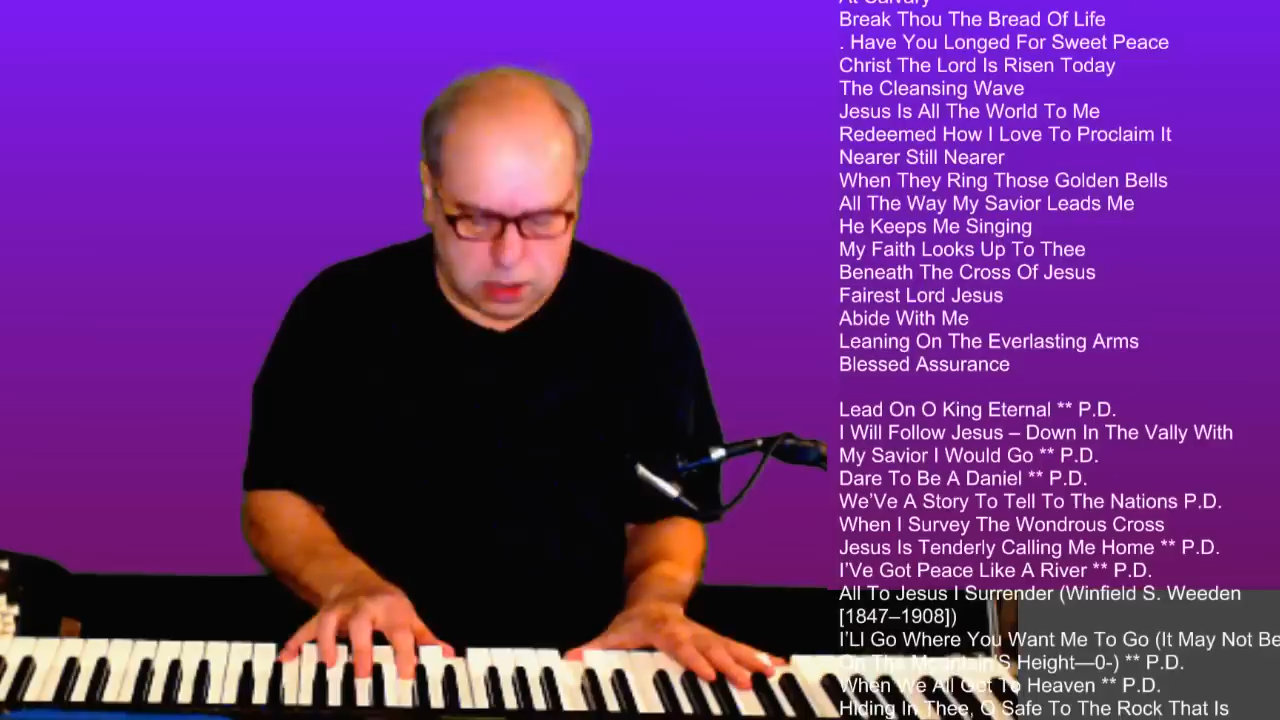 At Calvary
Break Thou The Bread Of Life
. Have You Longed For Sweet Peace
Christ The Lord Is Risen Today
The Cleansing Wave
Jesus Is All The World To Me
Redeemed How I Love To Proclaim It
Nearer Still Nearer
When They Ring Those Golden Bells
All The Way My Savior Leads Me
He Keeps Me Singing
My Faith Looks Up To Thee
Beneath The Cross Of Jesus
Fairest Lord Jesus
Abide With Me
Leaning On The Everlasting Arms
Blessed Assurance
Lead On O King Eternal ** P.D.
I Will Follow Jesus – Down In The Vally With
My Savior I Would Go ** P.D.
Dare To Be A Daniel ** P.D.
We'Ve A Story To Tell To The Nations P.D.
When I Survey The Wondrous Cross
Jesus Is Tenderly Calling Me Home ** P.D.
I'Ve Got Peace Like A River ** P.D.
All To Jesus I Surrender (Winfield S. Weeden
[1847–1908])
I'Ll Go Where You Want Me To Go (It May Not Be
On The Mountain'S Height—0-) ** P.D.
When We All Get To Heaven ** P.D.
Hiding In Thee, O Safe To The Rock That Is